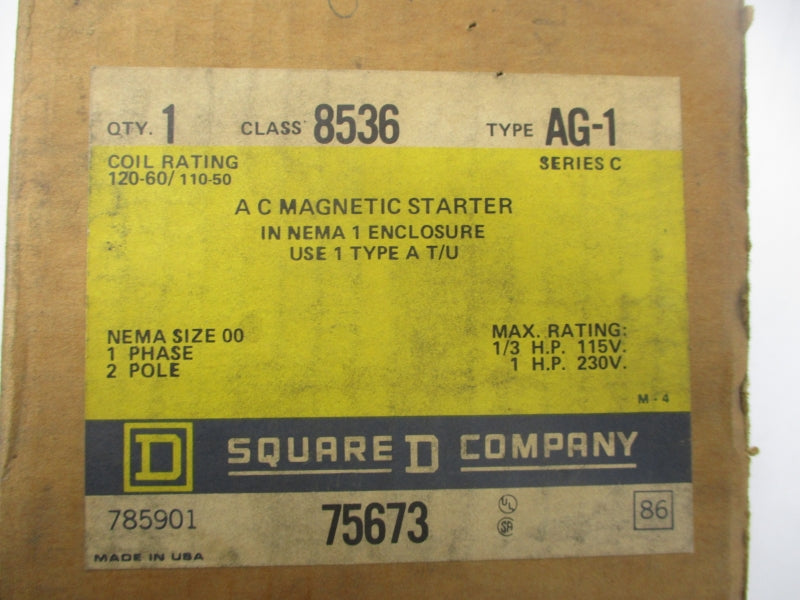 QTY. 1 CLASS 8536 TYPE AG-1
COIL RATING SERIES C
120-60/110-50
A C MAGNETIC STARTER
IN NEMA 1 ENCLOSURE
USE 1 TYPE A T/U
NEMA SIZE 00 MAX. RATING:
1 PHASE 1/3 H.P. 115V.
2 POLE 1 H.P. 230V.
M-4
D SQUARE D COMPANY
785901 75673 UL SA 86
MADE IN USA